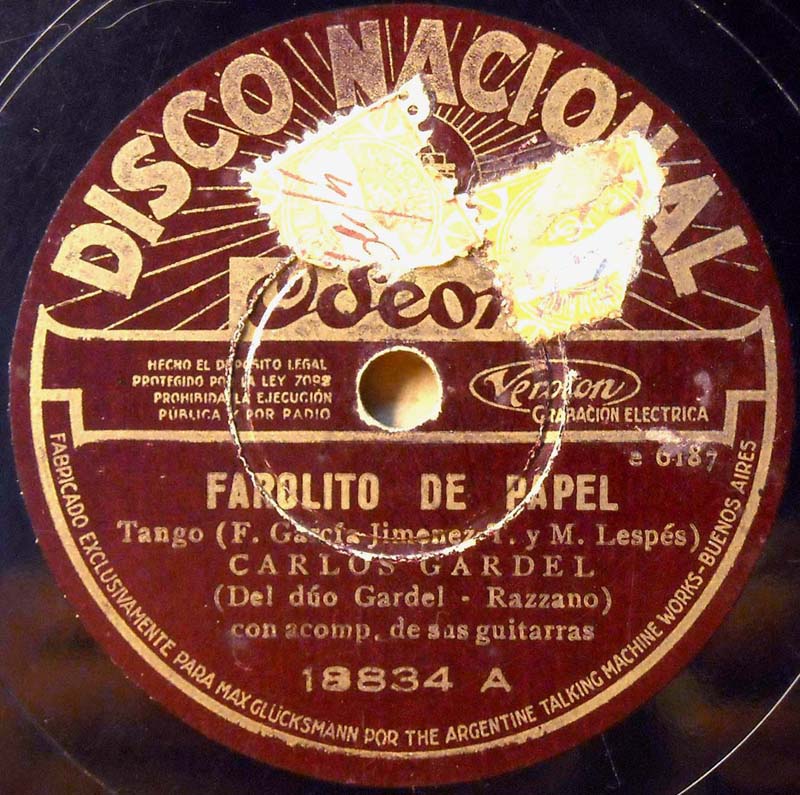 DISCO NACIONAL
Odeon
HECHO EL DEPOSITO LEGAL
PROTEGIDO POR LA LEY 7092
PROHIBIDA LA EJECUCIÓN
PÚBLICA Y POR RADIO
Veroton
GRABACION ELECTRICA
e 6187
FAROLITO DE PAPEL
Tango (F. García Jimenez T. y M. Lespés)
CARLOS GARDEL
(Del dúo Gardel - Razzano)
con acomp. de sus guitarras
18834 A
FABRICADO EXCLUSIVAMENTE PARA MAX GLÜCKSMANN POR THE ARGENTINE TALKING MACHINE WORKS-BUENOS AIRES